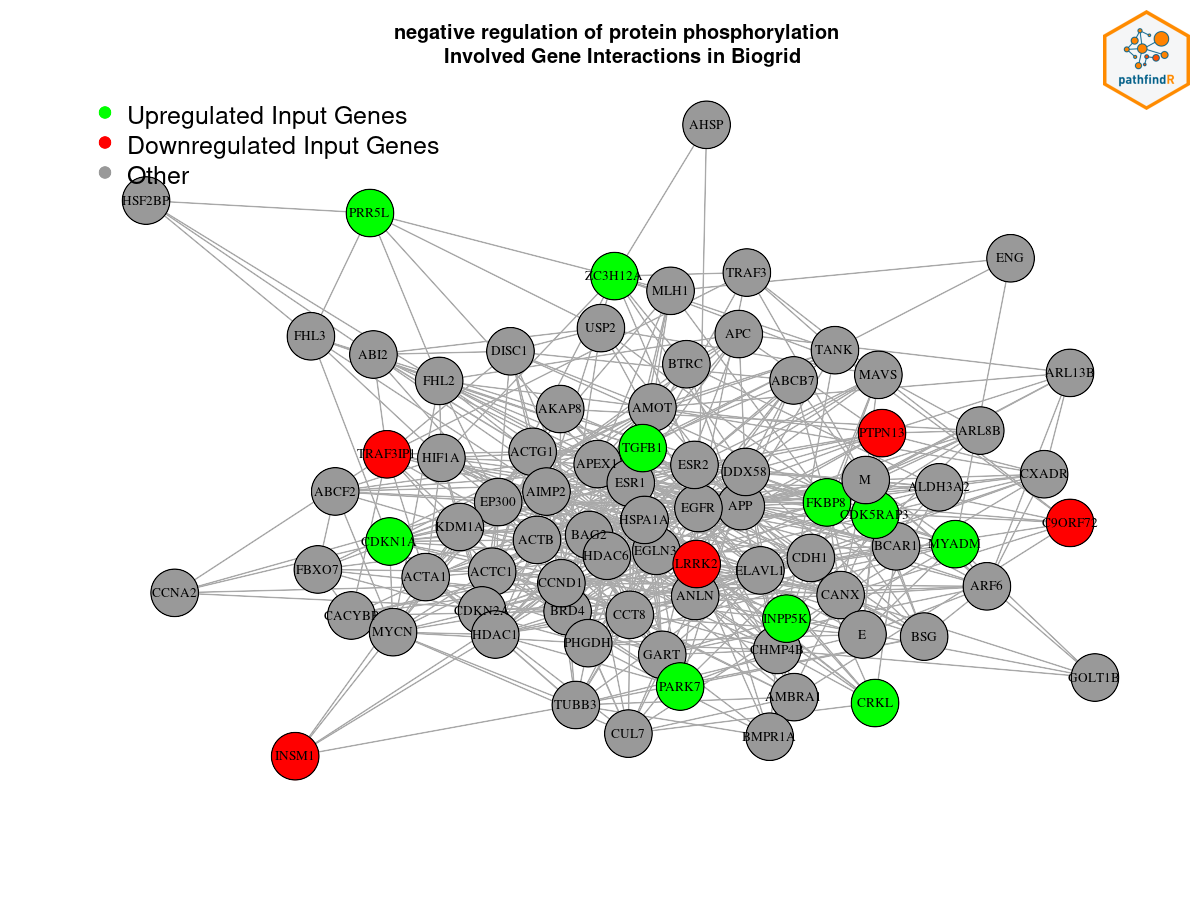 negative regulation of protein phosphorylation
Involved Gene Interactions in Biogrid
pathfindR
Upregulated Input Genes
Downregulated Input Genes
Other
AHSP
HSF2BP
PRR5L
ENG
ZC3H12A
TRAF3
MLH1
USP2
APC
FHL3
ABI2
DISC1
TANK
BTRC
FHL2
ABCB7
MAVS
ARL13B
AKAP8
AMOT
PTPN13
ARL8B
TRAF3IP1
HIF1A
ACTG1
TGFB1
APEX1
ESR2
DDX58
M
CXADR
ABCF2
EP300
AIMP2
ESR1
EGFR
APP
FKBP8
CDK5RAP3
ALDH3A2
C9ORF72
KDM1A
HSPA1A
CDKN1A
ACTB
BAG2
HDAC6
EGLN3
BCAR1
MYADM
FBXO7
ACTA1
ACTC1
CCND1
LRRK2
ELAVL1
CDH1
CCNA2
ANLN
CANX
ARF6
CACYBP
CDKN2A
BRD4
CCT8
INPP5K
MYCN
HDAC1
PHGDH
GART
CHMP4B
E
BSG
PARK7
AMBRA1
CRKL
GOLT1B
TUBB3
CUL7
BMPR1A
INSM1